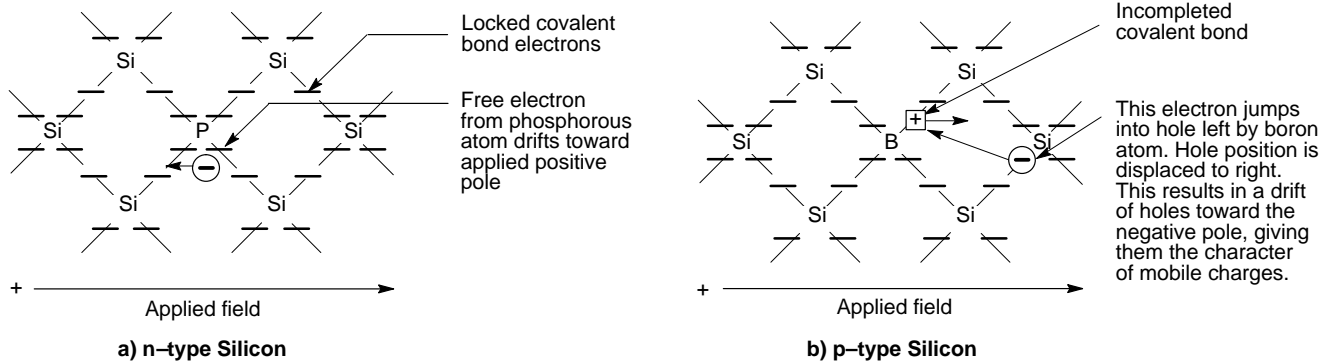 Si Si
Si P Si
−
Si Si
Locked covalent
bond electrons
Free electron
from phosphorous
atom drifts toward
applied positive
pole
+
Applied field
a) n−type Silicon
Si Si
+
Si B Si
−
Si Si
Incompleted
covalent bond
This electron jumps
into hole left by boron
atom. Hole position is
displaced to right.
This results in a drift
of holes toward the
negative pole, giving
them the character
of mobile charges.
+
Applied field
b) p−type Silicon